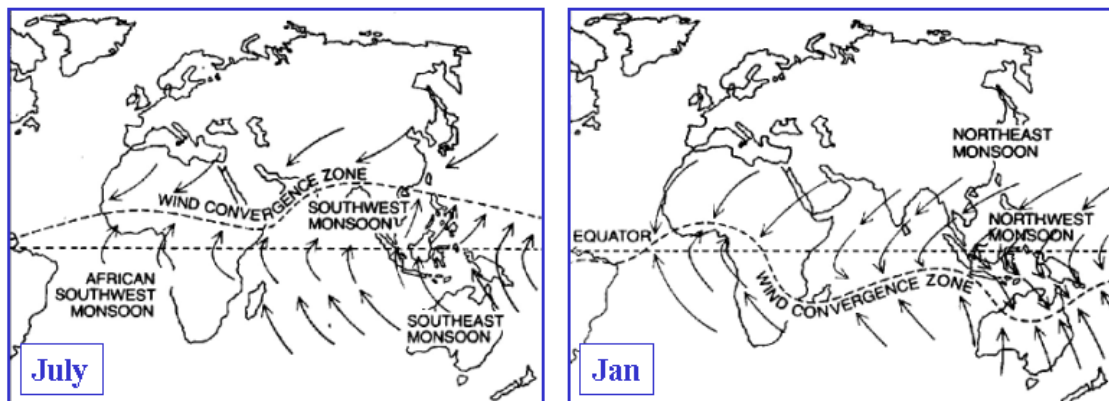 WIND CONVERGENCE ZONE
SOUTHWEST
MONSOON
AFRICAN
SOUTHWEST
MONSOON
SOUTHEAST
MONSOON
July
NORTHEAST
MONSOON
NORTHWEST
MONSOON
EQUATOR
WIND CONVERGENCE ZONE
Jan